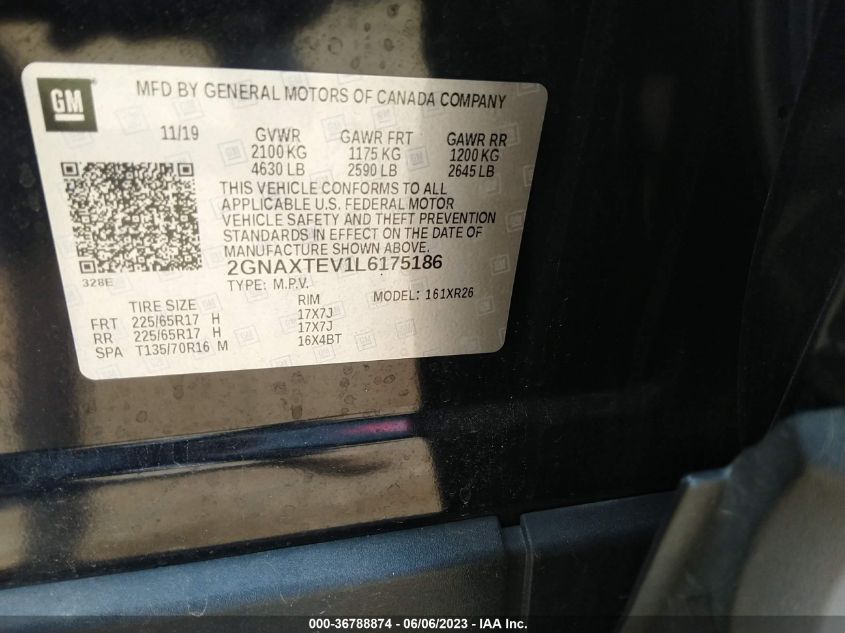 GM
MFD BY GENERAL MOTORS OF CANADA COMPANY
11/19 GVWR GAWR FRT GAWR RR
2100 KG 1175 KG 1200 KG
4630 LB 2590 LB 2645 LB
THIS VEHICLE CONFORMS TO ALL
APPLICABLE U.S. FEDERAL MOTOR
VEHICLE SAFETY AND THEFT PREVENTION
STANDARDS IN EFFECT ON THE DATE OF
MANUFACTURE SHOWN ABOVE.
2GNAXTEV1L6175186
328E
TYPE: M.P.V. MODEL: 161XR26
TIRE SIZE RIM
FRT 225/65R17 H 17X7J
RR 225/65R17 H 17X7J
SPA T135/70R16 M 16X4BT
000-36788874 - 06/06/2023 - IAA Inc.